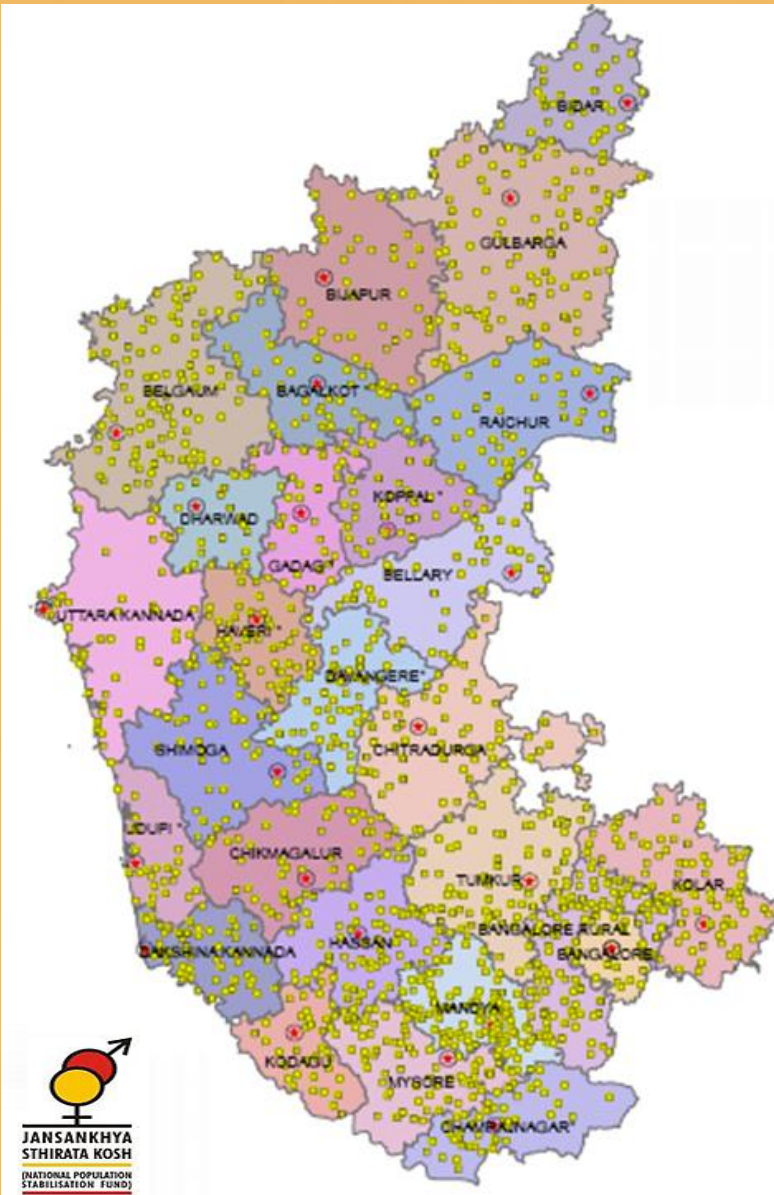 BIDAR
GULBARGA
BIJAPUR
BELGAUM
BAGALKOT *
RAICHUR
KOPPAL *
DHARWAD
GADAG *
BELLARY
UTTARA KANNADA
HAVERI *
DAVANGERE*
SHIMOGA
CHITRADURGA
UDUPI *
CHIKMAGALUR
TUMKUR
KOLAR
BANGALORE RURAL
HASSAN
DAKSHINA KANNADA
BANGALORE
MANDYA
KODAGU
MYSORE
CHAMRAJNAGAR*
JANSANKHYA
STHIRATA KOSH
(NATIONAL POPULATION
STABILISATION FUND)